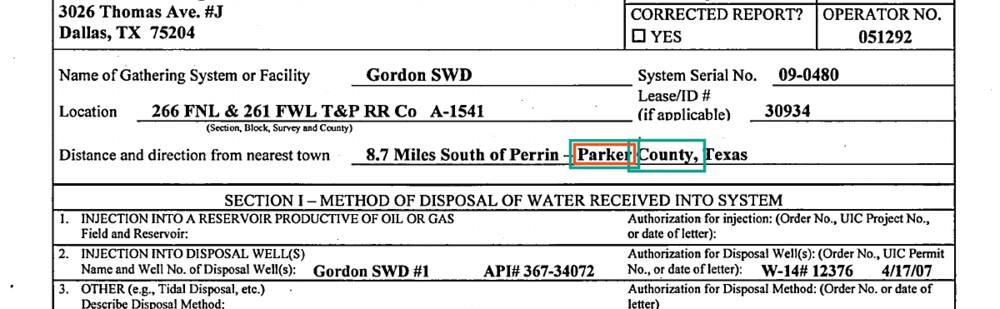 3026 Thomas Ave. #J
Dallas, TX 75204
CORRECTED REPORT?
☐ YES
OPERATOR NO.
051292
Name of Gathering System or Facility Gordon SWD System Serial No. 09-0480
Location 266 FNL & 261 FWL T&P RR Co A-1541
(Section, Block, Survey and County)
Lease/ID #
(if applicable) 30934
Distance and direction from nearest town 8.7 Miles South of Perrin – Parker County, Texas
SECTION I – METHOD OF DISPOSAL OF WATER RECEIVED INTO SYSTEM
1. INJECTION INTO A RESERVOIR PRODUCTIVE OF OIL OR GAS
Field and Reservoir:
Authorization for injection: (Order No., UIC Project No.,
or date of letter):
2. INJECTION INTO DISPOSAL WELL(S)
Name and Well No. of Disposal Well(s): Gordon SWD #1 API# 367-34072
Authorization for Disposal Well(s): (Order No., UIC Permit
No., or date of letter): W-14# 12376 4/17/07
3. OTHER (e.g., Tidal Disposal, etc.)
Describe Disposal Method:
Authorization for Disposal Method: (Order No. or date of
letter)